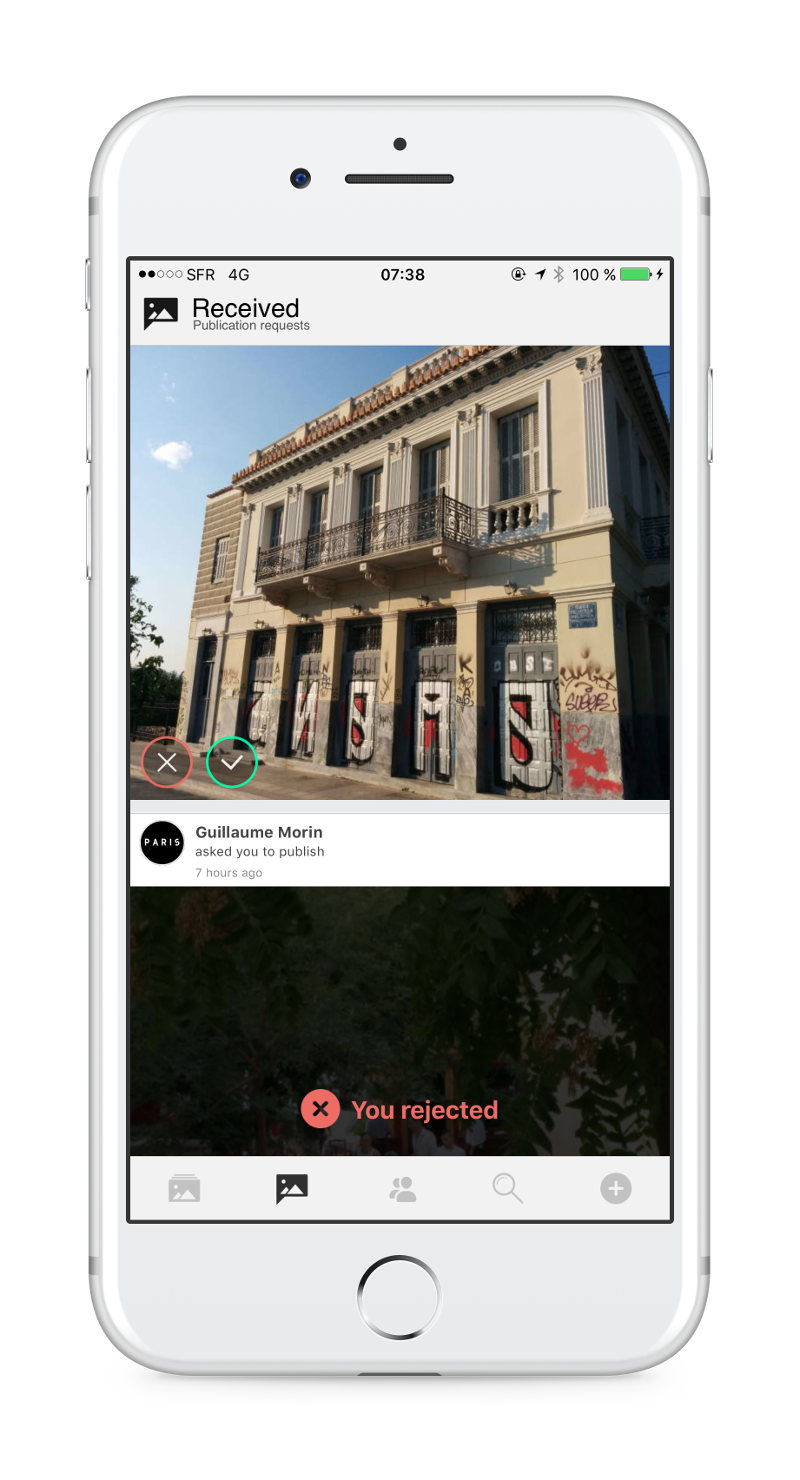 SFR 4G 07:38 100 %
Received
Publication requests
PARIS
Guillaume Morin
asked you to publish
7 hours ago
You rejected